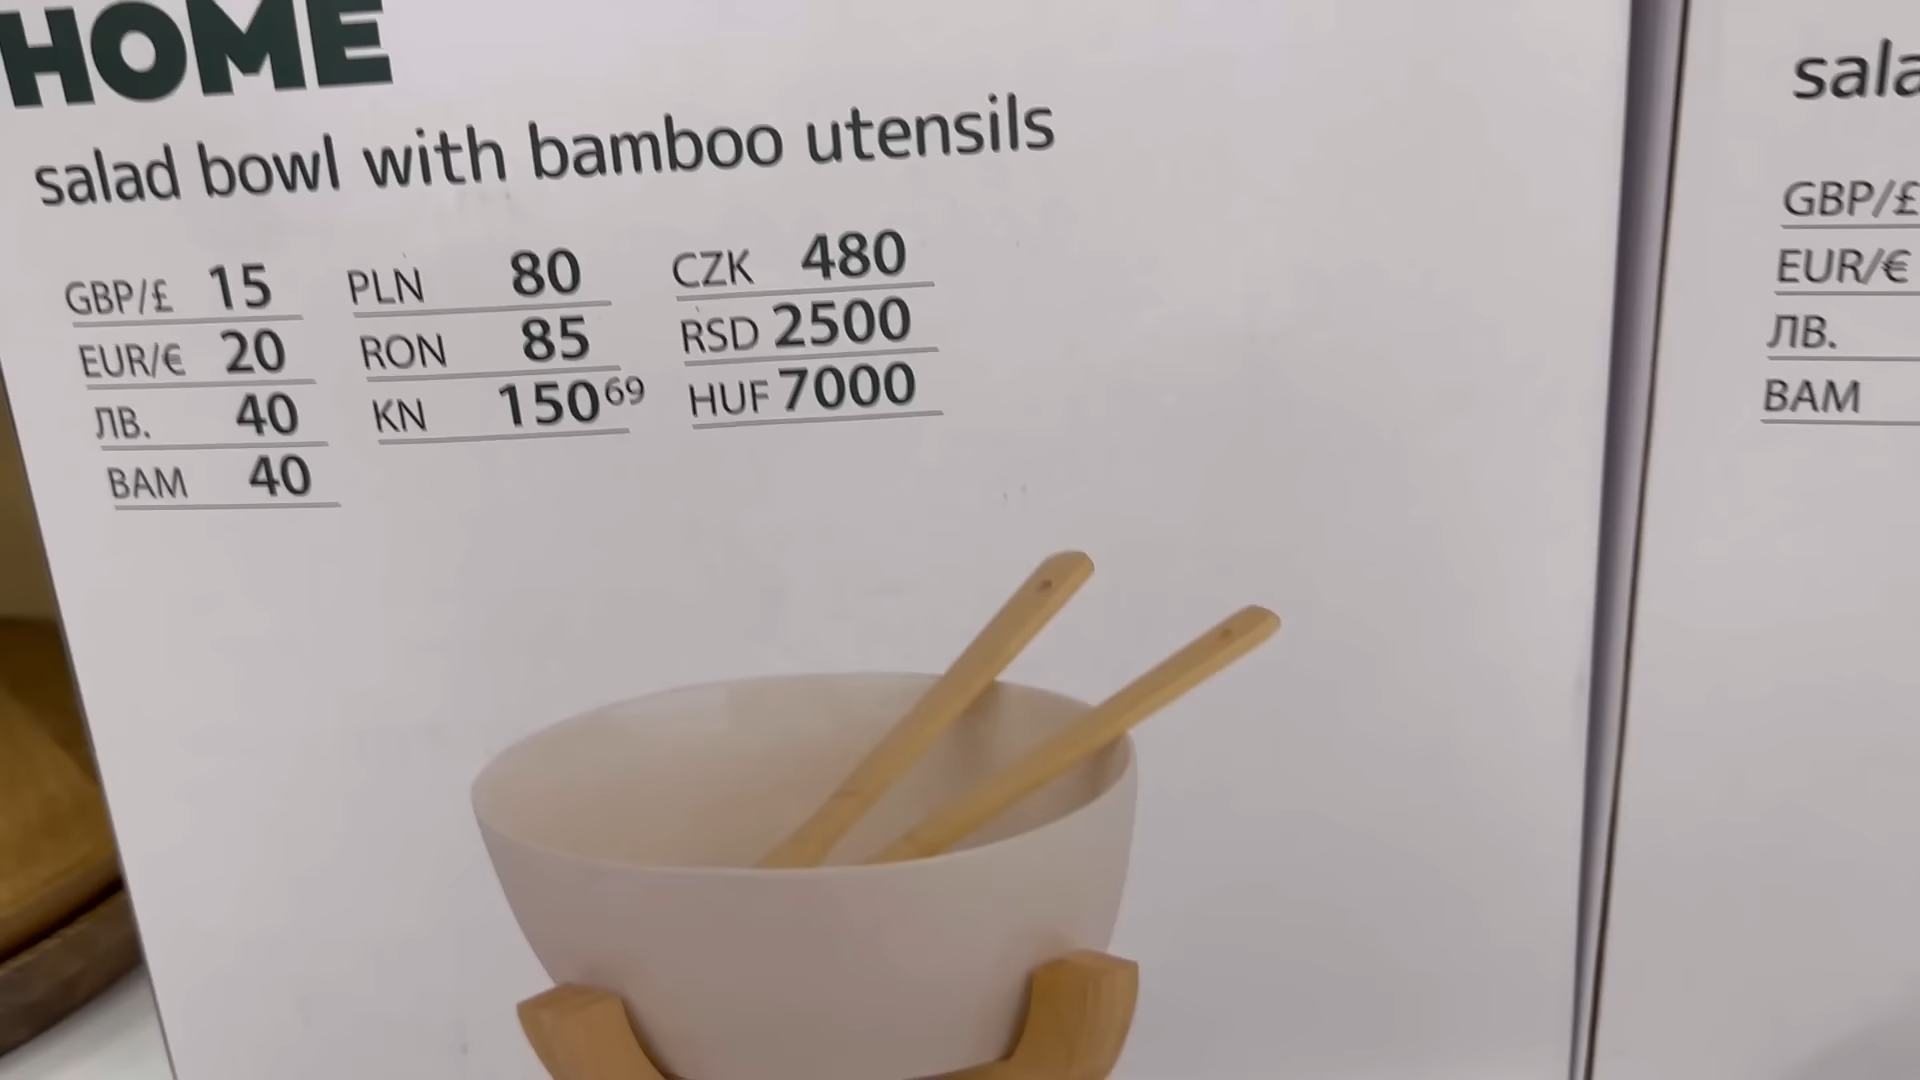 HOME
salad bowl with bamboo utensils
GBP/£ 15 PLN 80 CZK 480
EUR/€ 20 RON 85 RSD 2500
ЛВ. 40 KN 150⁶⁹ HUF 7000
BAM 40
GBP/£
EUR/€
ЛВ.
BAM